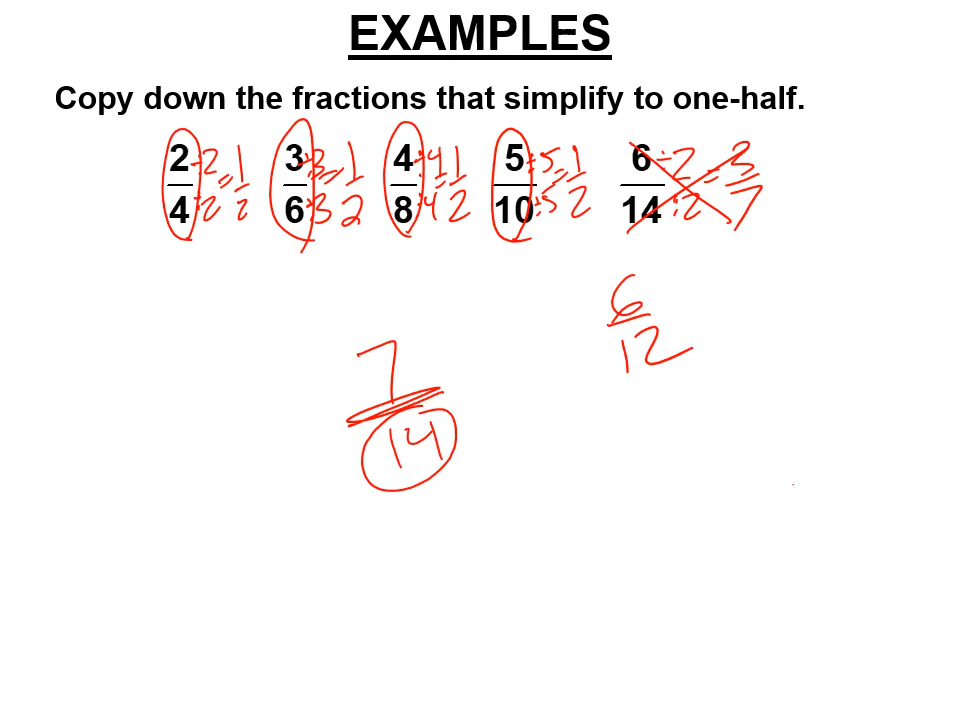 EXAMPLES
Copy down the fractions that simplify to one-half.
2/4 ÷2/÷2 = 1/2 3/6 ÷3/÷3 = 1/2 4/8 ÷4/÷4 = 1/2 5/10 ÷5/÷5 = 1/2 6/14 ÷2/÷2 = 3/7
6/12
7/14